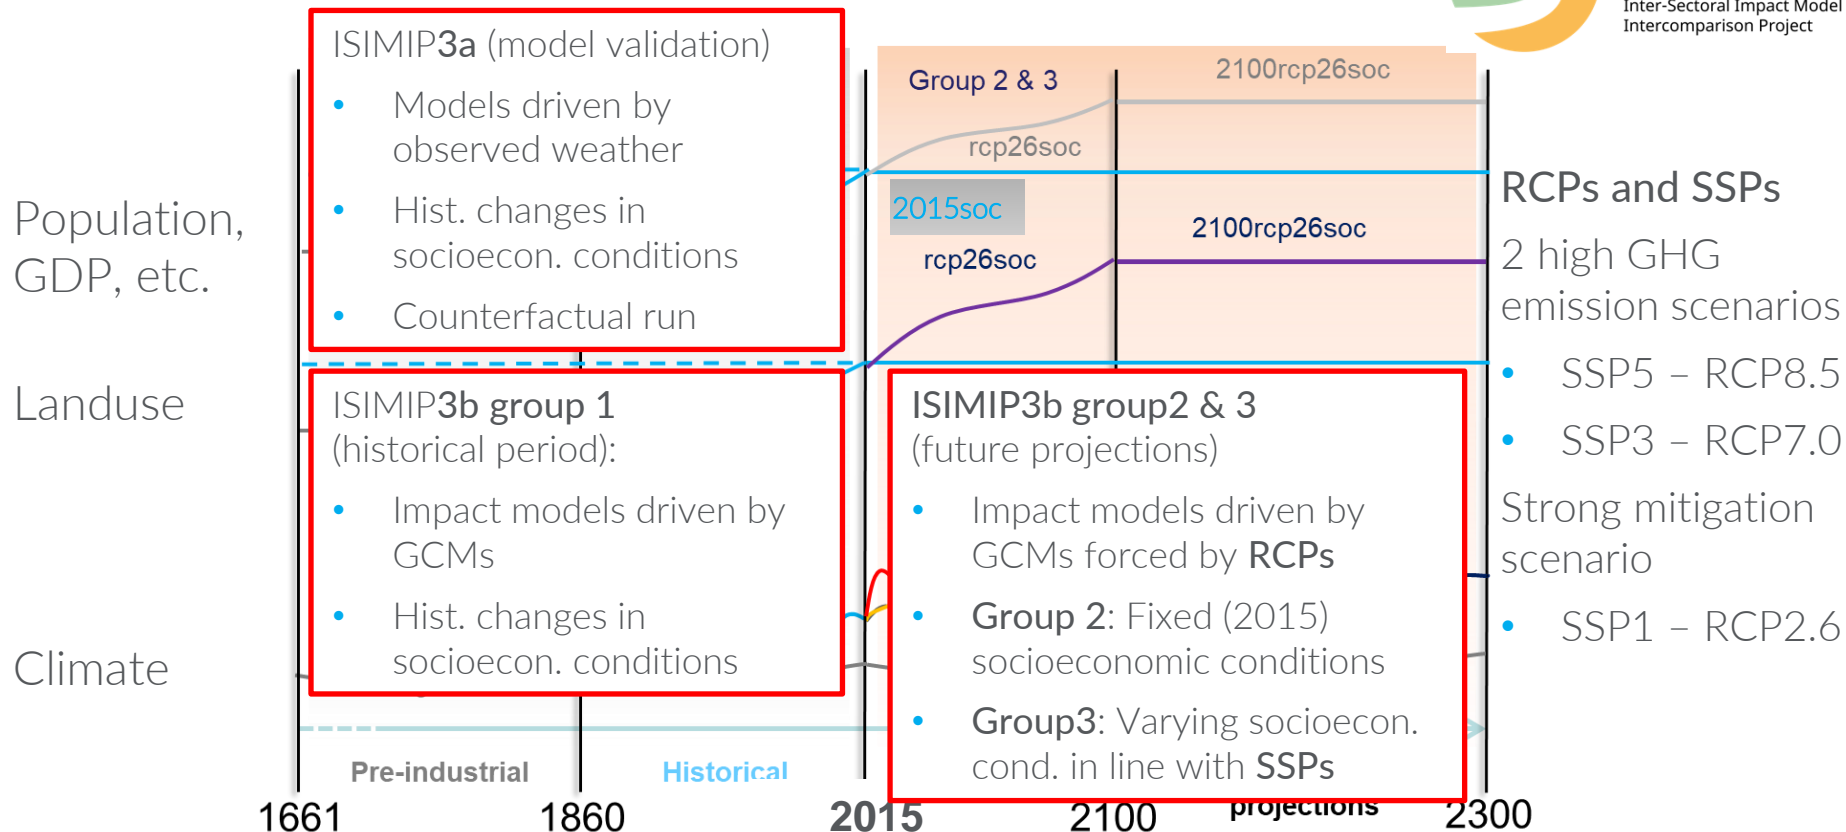 Inter-Sectoral Impact Model
Intercomparison Project
ISIMIP3a (model validation)
• Models driven by
observed weather
• Hist. changes in
socioecon. conditions
• Counterfactual run
Group 2 & 3
2100rcp26soc
rcp26soc
2015soc
rcp26soc
2100rcp26soc
Population,
GDP, etc.
Landuse
Climate
ISIMIP3b group 1
(historical period):
• Impact models driven by
GCMs
• Hist. changes in
socioecon. conditions
ISIMIP3b group2 & 3
(future projections)
• Impact models driven by
GCMs forced by RCPs
• Group 2: Fixed (2015)
socioeconomic conditions
• Group3: Varying socioecon.
cond. in line with SSPs
RCPs and SSPs
2 high GHG
emission scenarios
• SSP5 – RCP8.5
• SSP3 – RCP7.0
Strong mitigation
scenario
• SSP1 – RCP2.6
Pre-industrial
Historical
projections
1661
1860
2015
2100
2300